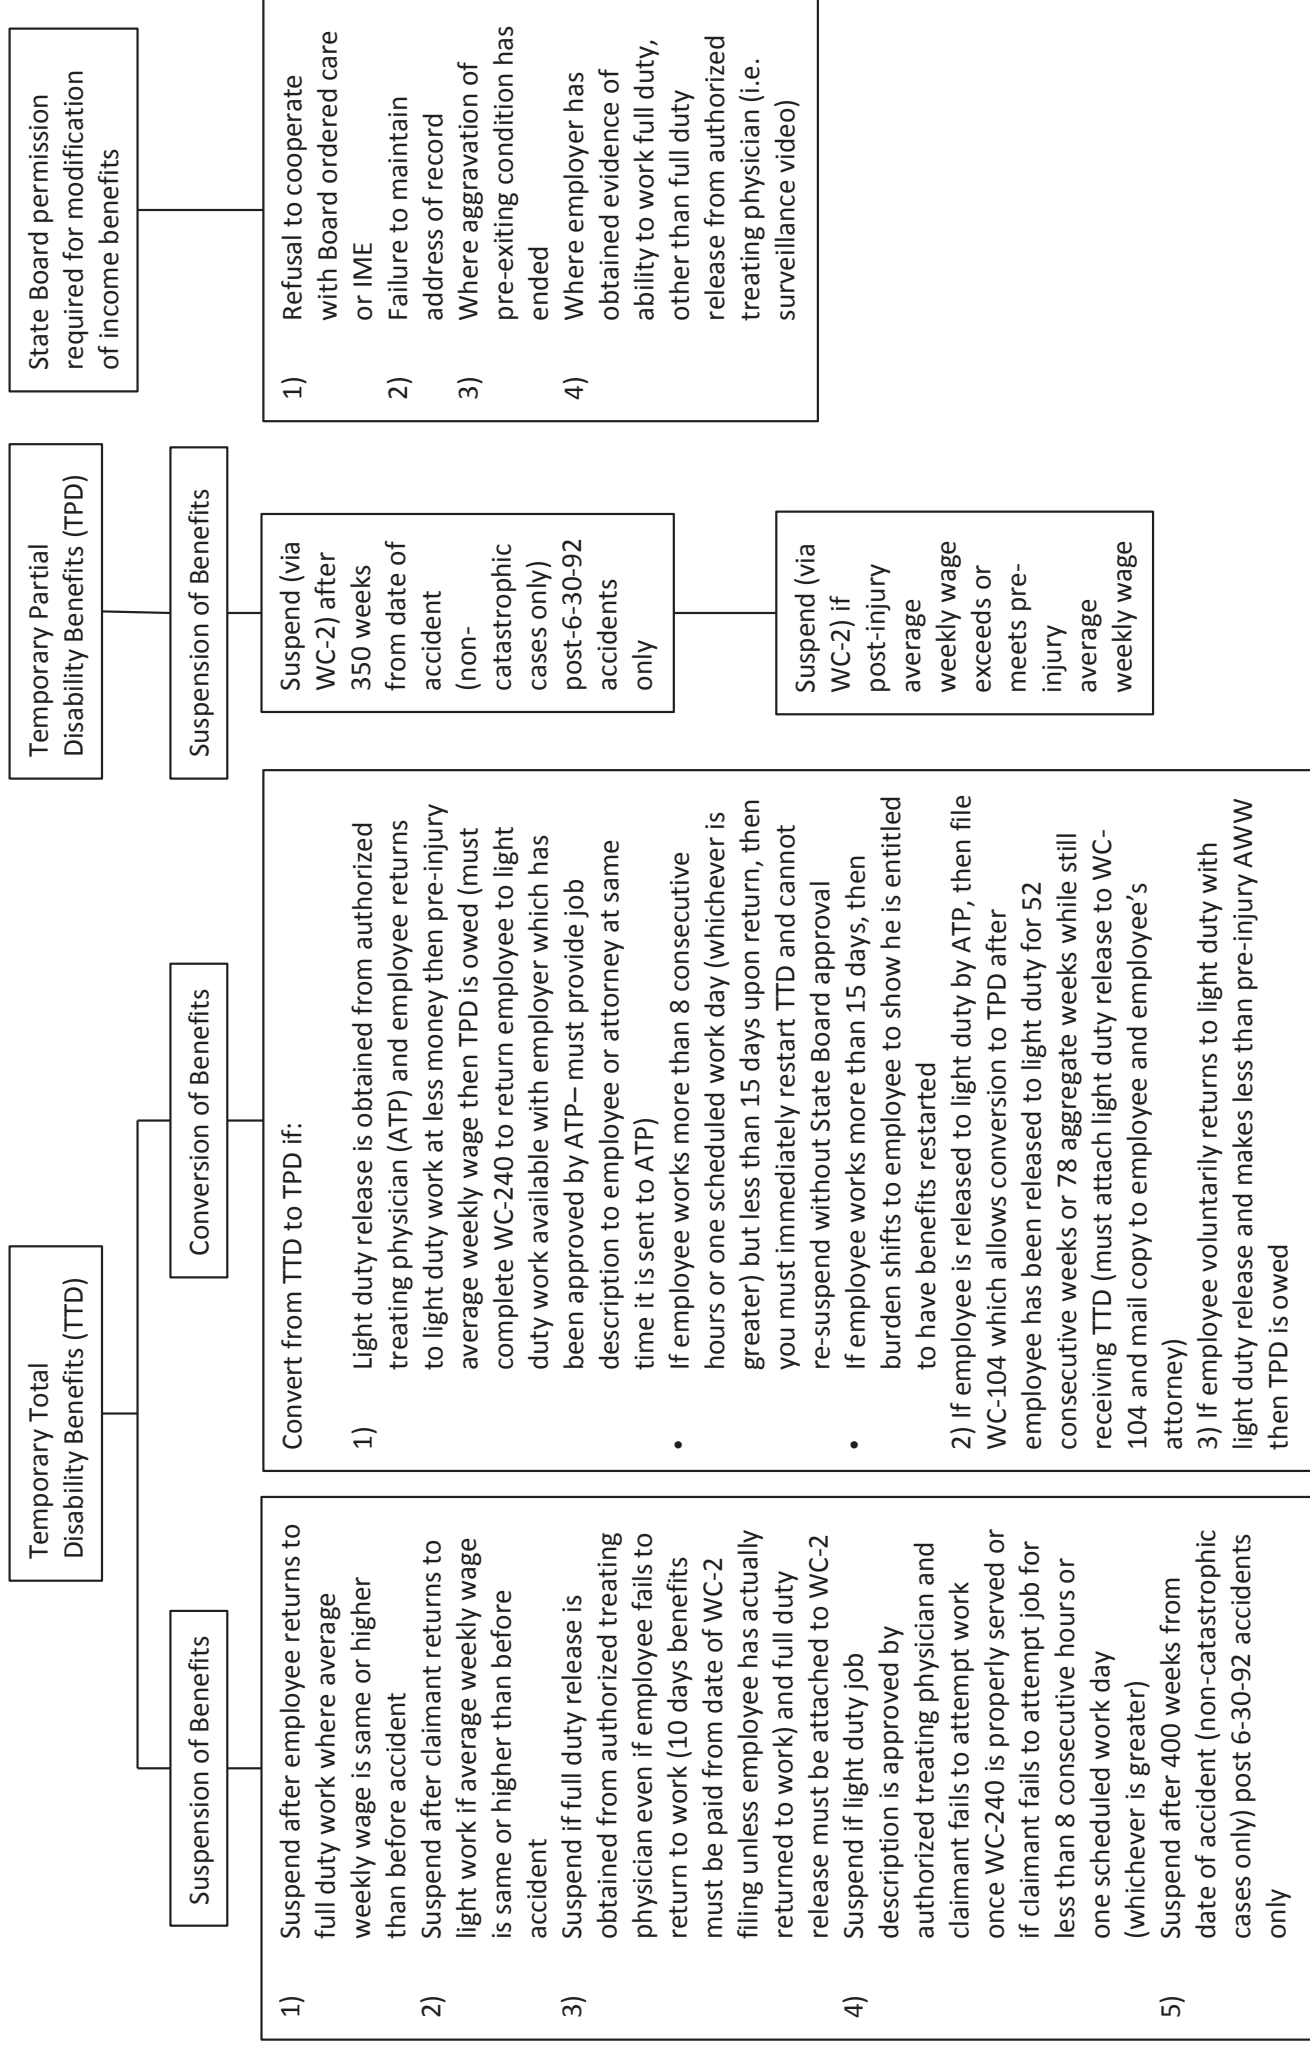 Temporary Total
Disability Benefits (TTD)
Suspension of Benefits
1) Suspend after employee returns to
full duty work where average
weekly wage is same or higher
than before accident
2) Suspend after claimant returns to
light work if average weekly wage
is same or higher than before
accident
3) Suspend if full duty release is
obtained from authorized treating
physician even if employee fails to
return to work (10 days benefits
must be paid from date of WC-2
filing unless employee has actually
returned to work) and full duty
release must be attached to WC-2
4) Suspend if light duty job
description is approved by
authorized treating physician and
claimant fails to attempt work
once WC-240 is properly served or
if claimant fails to attempt job for
less than 8 consecutive hours or
one scheduled work day
(whichever is greater)
5) Suspend after 400 weeks from
date of accident (non-catastrophic
cases only) post 6-30-92 accidents
only
Conversion of Benefits
Convert from TTD to TPD if:
1) Light duty release is obtained from authorized
treating physician (ATP) and employee returns
to light duty work at less money then pre-injury
average weekly wage then TPD is owed (must
complete WC-240 to return employee to light
duty work available with employer which has
been approved by ATP– must provide job
description to employee or attorney at same
time it is sent to ATP)
• If employee works more than 8 consecutive
hours or one scheduled work day (whichever is
greater) but less than 15 days upon return, then
you must immediately restart TTD and cannot
re-suspend without State Board approval
• If employee works more than 15 days, then
burden shifts to employee to show he is entitled
to have benefits restarted
2) If employee is released to light duty by ATP, then file
WC-104 which allows conversion to TPD after
employee has been released to light duty for 52
consecutive weeks or 78 aggregate weeks while still
receiving TTD (must attach light duty release to WC-
104 and mail copy to employee and employee's
attorney)
3) If employee voluntarily returns to light duty with
light duty release and makes less than pre-injury AWW
then TPD is owed
Temporary Partial
Disability Benefits (TPD)
Suspension of Benefits
Suspend (via
WC-2) after
350 weeks
from date of
accident
(non-
catastrophic
cases only)
post-6-30-92
accidents
only
Suspend (via
WC-2) if
post-injury
average
weekly wage
exceeds or
meets pre-
injury
average
weekly wage
State Board permission
required for modification
of income benefits
1) Refusal to cooperate
with Board ordered care
or IME
2) Failure to maintain
address of record
3) Where aggravation of
pre-exiting condition has
ended
4) Where employer has
obtained evidence of
ability to work full duty,
other than full duty
release from authorized
treating physician (i.e.
surveillance video)